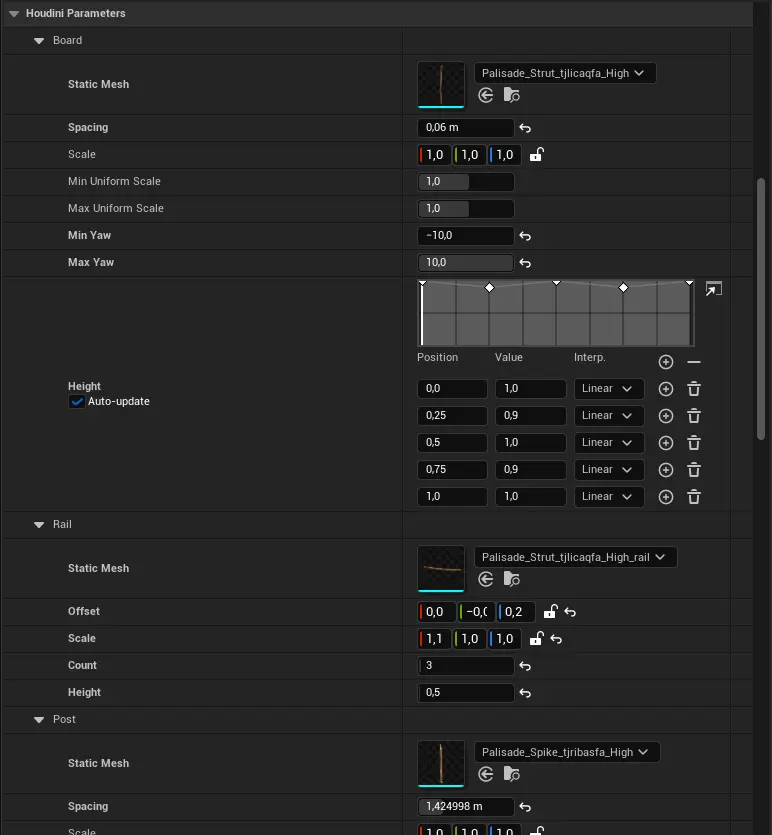 Houdini Parameters
Board
Static Mesh
Palisade_Strut_tjlicaqfa_High
Spacing
0,06 m
Scale
1,0 1,0 1,0
Min Uniform Scale
1,0
Max Uniform Scale
1,0
Min Yaw
−10,0
Max Yaw
10,0
Height
Auto-update
Position Value Interp.
0,0 1,0 Linear
0,25 0,9 Linear
0,5 1,0 Linear
0,75 0,9 Linear
1,0 1,0 Linear
Rail
Static Mesh
Palisade_Strut_tjlicaqfa_High_rail
Offset
0,0 0,2
Scale
1,1 1,0 1,0
Count
3
Height
0,5
Post
Static Mesh
Palisade_Spike_tjribasfa_High
Spacing
1,424998 m
Scale
1,0 1,0 1,0